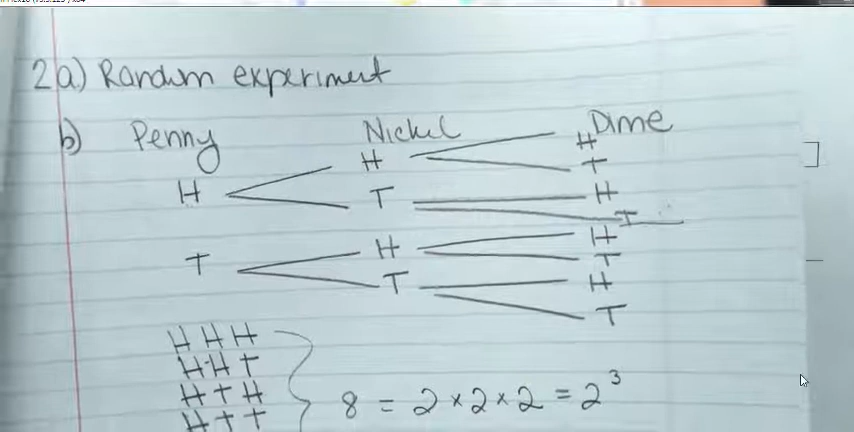 2a) Random experiment
b) Penny Nickel Dime
H
H T
H T H
T
H H
T T
T H
T
HHH
HHT
HTH
HTT
8 = 2 × 2 × 2 = 2³